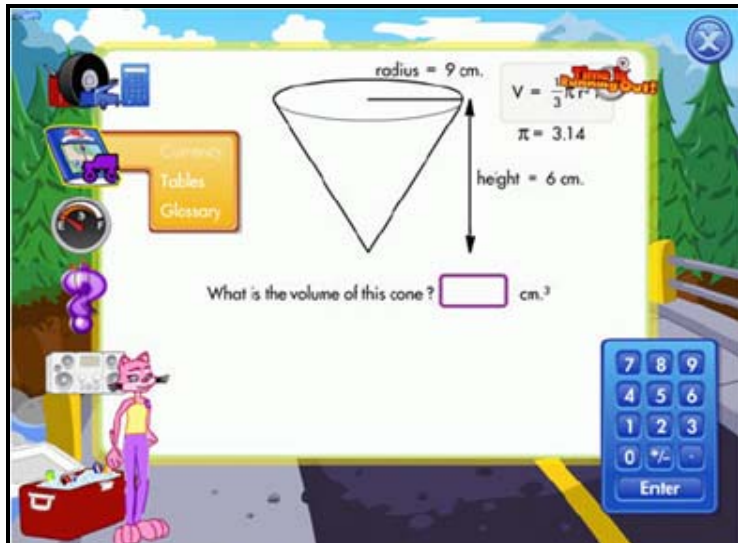 radius = 9 cm.
V = 1/3 π r²
Time is
Running Out!
π = 3.14
X
Currency
Tables
Glossary
height = 6 cm.
E F
?
What is the volume of this cone? cm.³
7 8 9
4 5 6
1 2 3
0 +/- .
Enter